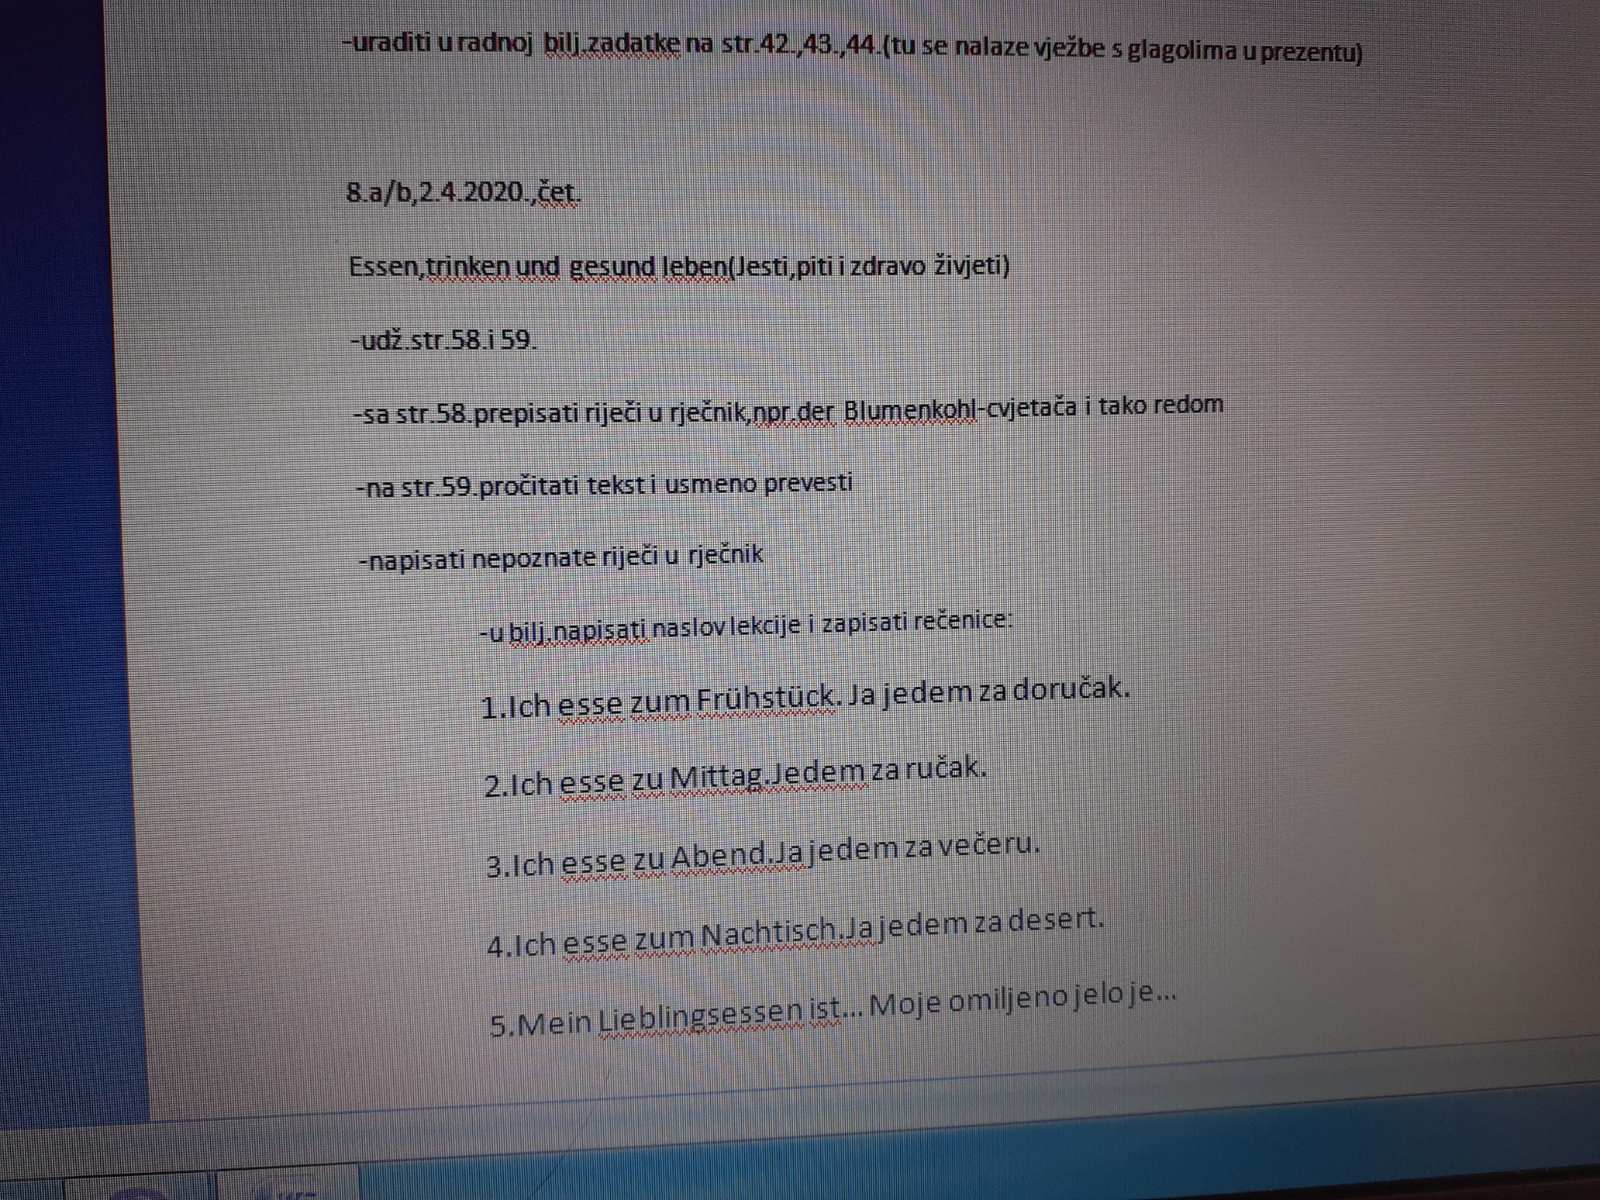 -uraditi u radnoj bilj.zadatke na str.42.,43.,44.(tu se nalaze vježbe s glagolima u prezentu)
8.a/b,2.4.2020.,čet.
Essen,trinken und gesund leben(Jesti,piti i zdravo živjeti)
-udž.str.58.i 59.
-sa str.58.prepisati riječi u rječnik,npr.der Blumenkohl-cvjetača i tako redom
-na str.59.pročitati tekst i usmeno prevesti
-napisati nepoznate riječi u rječnik
-u bilj.napisati naslov lekcije i zapisati rečenice:
1.Ich esse zum Frühstück. Ja jedem za doručak.
2.Ich esse zu Mittag.Jedem za ručak.
3.Ich esse zu Abend.Ja jedem za večeru.
4.Ich esse zum Nachtisch.Ja jedem za desert.
5.Mein Lieblingsessen ist... Moje omiljeno jelo je...